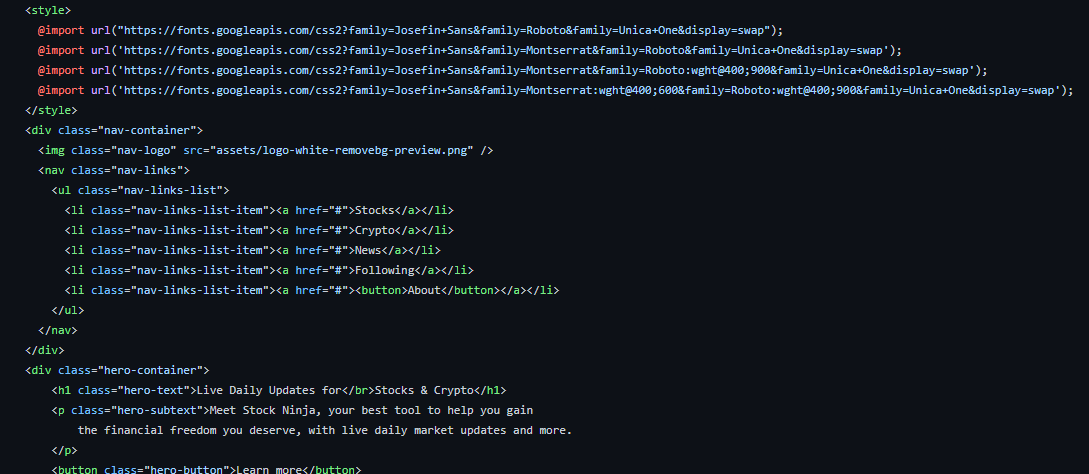 <style>
@import url("https://fonts.googleapis.com/css2?family=Josefin+Sans&family=Roboto&family=Unica+One&display=swap");
@import url('https://fonts.googleapis.com/css2?family=Josefin+Sans&family=Montserrat&family=Roboto&family=Unica+One&display=swap');
@import url('https://fonts.googleapis.com/css2?family=Josefin+Sans&family=Montserrat&family=Roboto:wght@400;900&family=Unica+One&display=swap');
@import url('https://fonts.googleapis.com/css2?family=Josefin+Sans&family=Montserrat:wght@400;600&family=Roboto:wght@400;900&family=Unica+One&display=swap');
</style>
<div class="nav-container">
<img class="nav-logo" src="assets/logo-white-removebg-preview.png" />
<nav class="nav-links">
<ul class="nav-links-list">
<li class="nav-links-list-item"><a href="#">Stocks</a></li>
<li class="nav-links-list-item"><a href="#">Crypto</a></li>
<li class="nav-links-list-item"><a href="#">News</a></li>
<li class="nav-links-list-item"><a href="#">Following</a></li>
<li class="nav-links-list-item"><a href="#"><button>About</button></a></li>
</ul>
</nav>
</div>
<div class="hero-container">
<h1 class="hero-text">Live Daily Updates for</br>Stocks & Crypto</h1>
<p class="hero-subtext">Meet Stock Ninja, your best tool to help you gain
the financial freedom you deserve, with live daily market updates and more.
</p>
<button class="hero-button">Learn more</button>